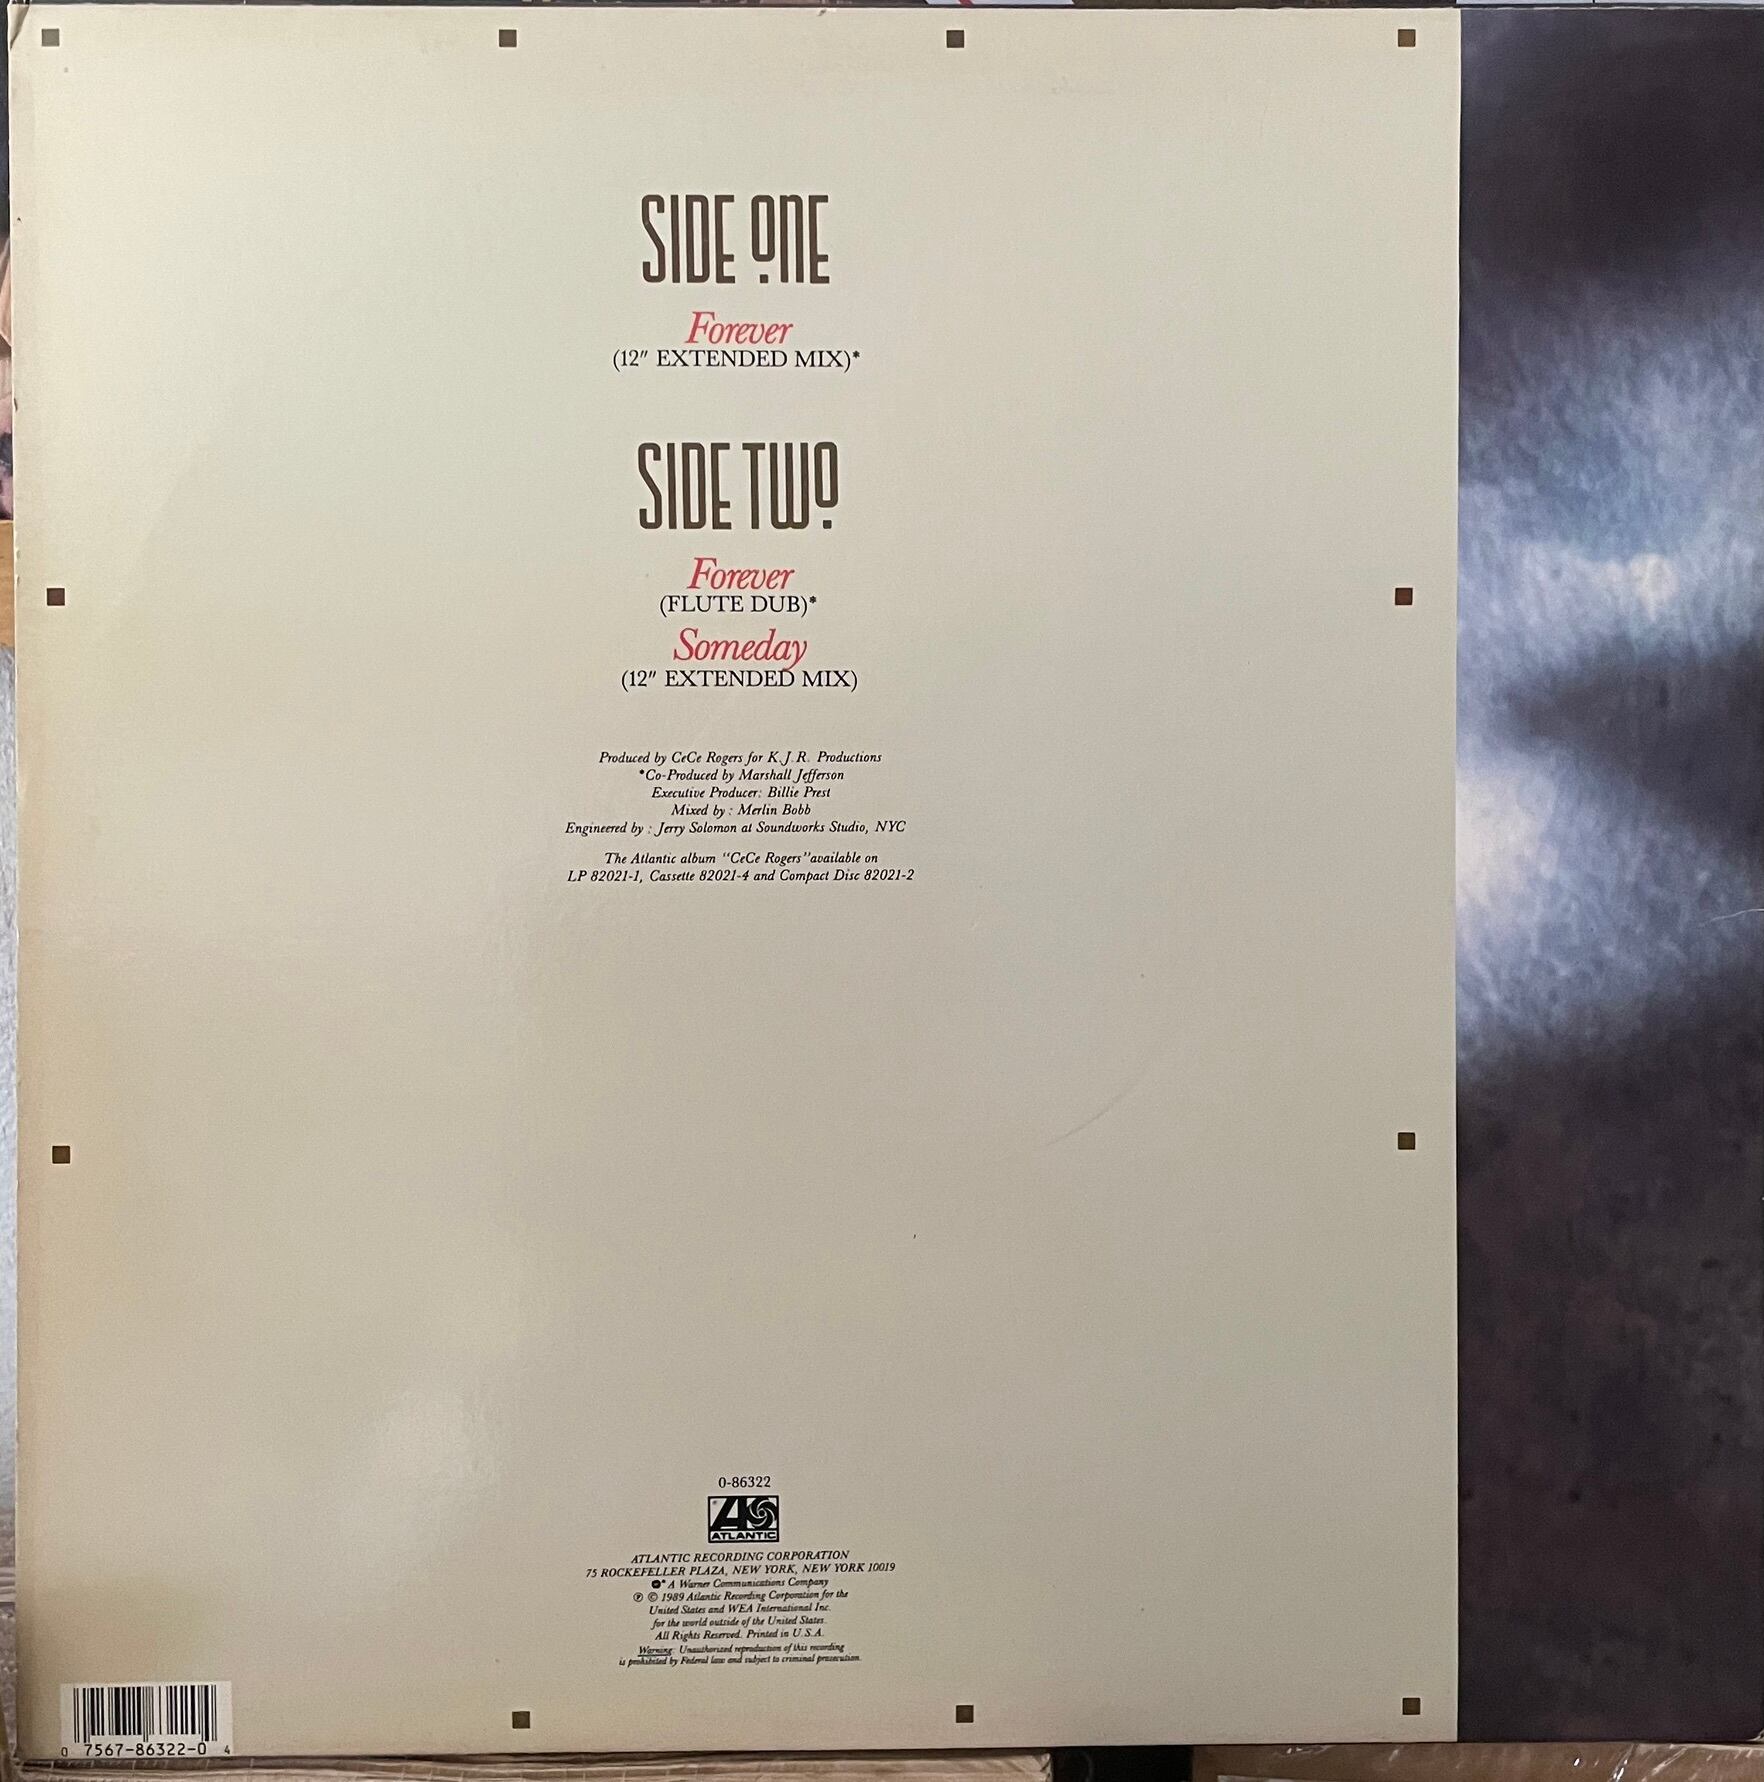 SIDE ONE
Forever
(12" EXTENDED MIX)*
SIDE TWO
Forever
(FLUTE DUB)*
Someday
(12" EXTENDED MIX)
Produced by CeCe Rogers for K.J.R. Productions
*Co-Produced by Marshall Jefferson
Executive Producer: Billie Prest
Mixed by : Merlin Bobb
Engineered by : Jerry Solomon at Soundworks Studio, NYC
The Atlantic album "CeCe Rogers" available on
LP 82021-1, Cassette 82021-4 and Compact Disc 82021-2
0-86322
ATLANTIC
ATLANTIC RECORDING CORPORATION
75 ROCKEFELLER PLAZA, NEW YORK, NEW YORK 10019
* A Warner Communications Company
℗ © 1989 Atlantic Recording Corporation for the
United States and WEA International Inc.
for the world outside of the United States.
All Rights Reserved. Printed in U.S.A.
Warning: Unauthorized reproduction of this recording
is prohibited by Federal law and subject to criminal prosecution.
0 7567-86322-0 4